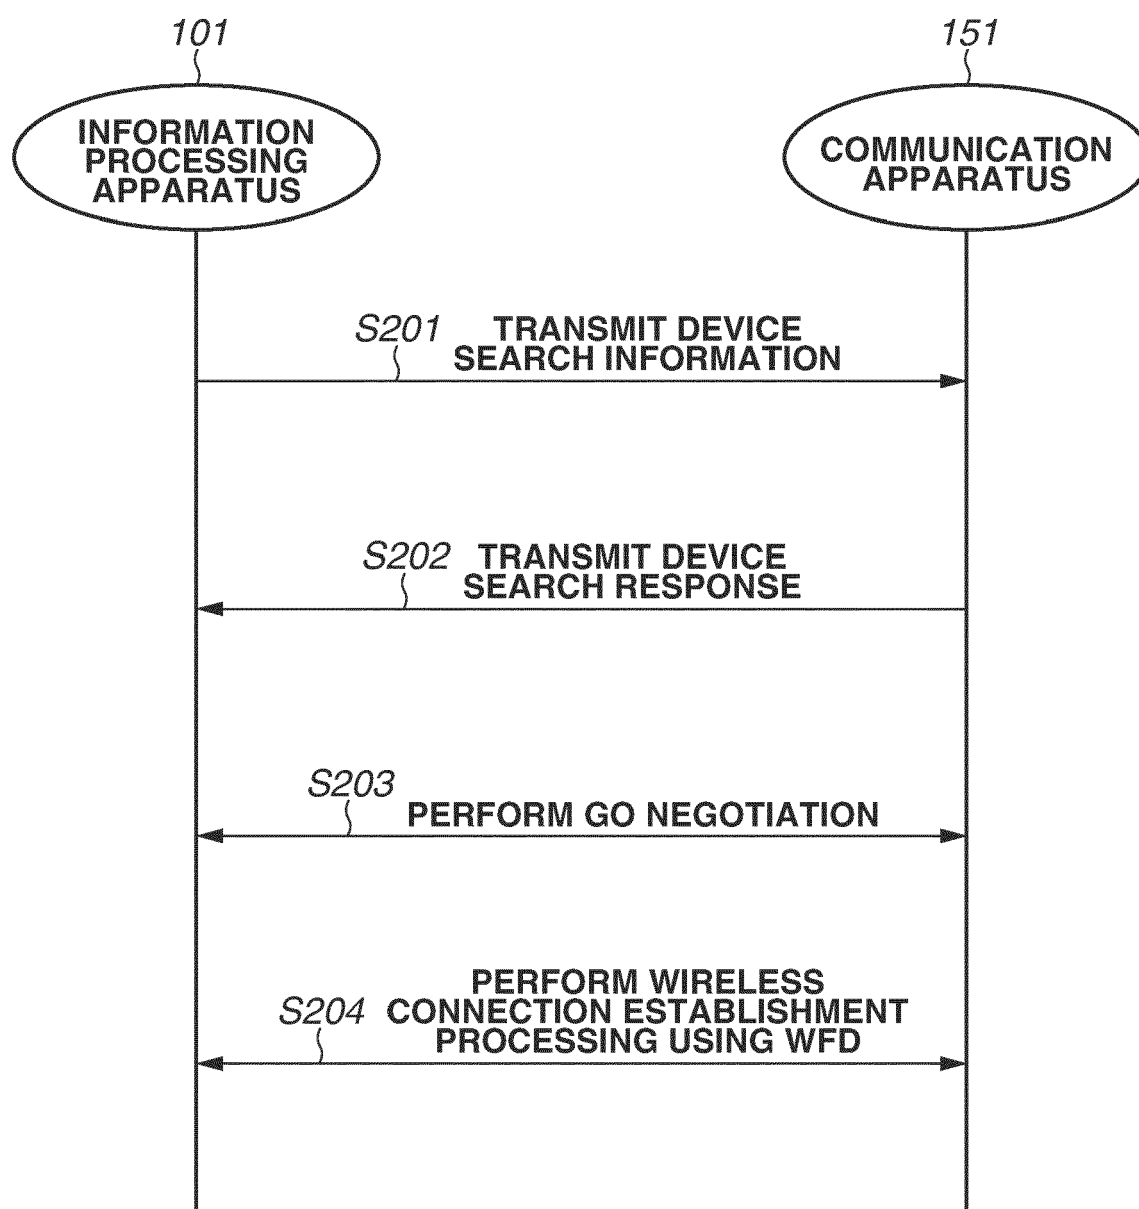 101
151
INFORMATION
PROCESSING
APPARATUS
COMMUNICATION
APPARATUS
S201
TRANSMIT DEVICE
SEARCH INFORMATION
S202
TRANSMIT DEVICE
SEARCH RESPONSE
S203
PERFORM GO NEGOTIATION
S204
PERFORM WIRELESS
CONNECTION ESTABLISHMENT
PROCESSING USING WFD